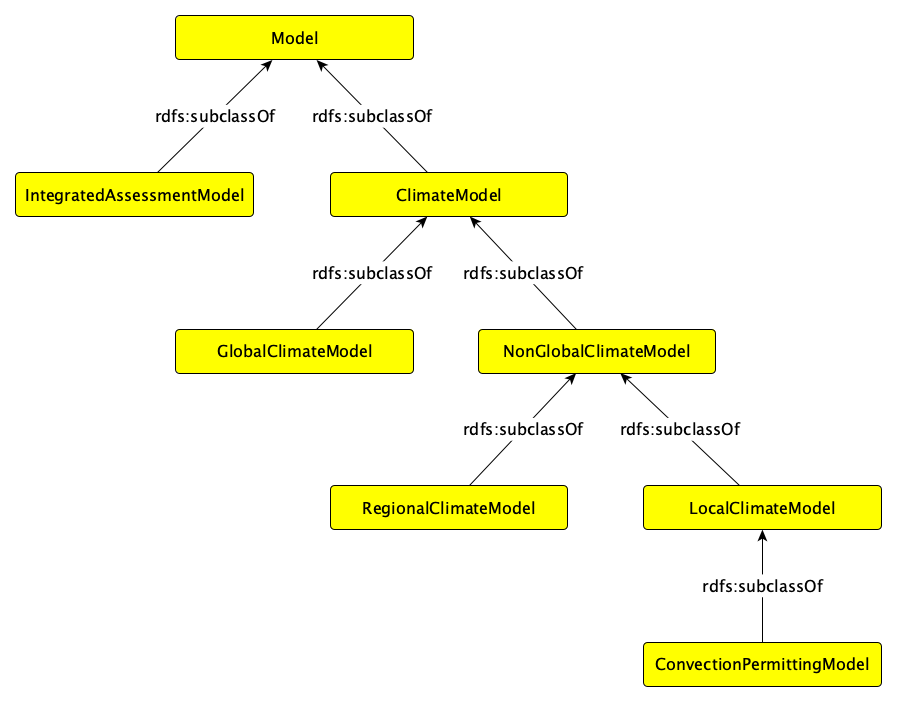 Model
rdfs:subclassOf
rdfs:subclassOf
IntegratedAssessmentModel
ClimateModel
rdfs:subclassOf
rdfs:subclassOf
GlobalClimateModel
NonGlobalClimateModel
rdfs:subclassOf
rdfs:subclassOf
RegionalClimateModel
LocalClimateModel
rdfs:subclassOf
ConvectionPermittingModel